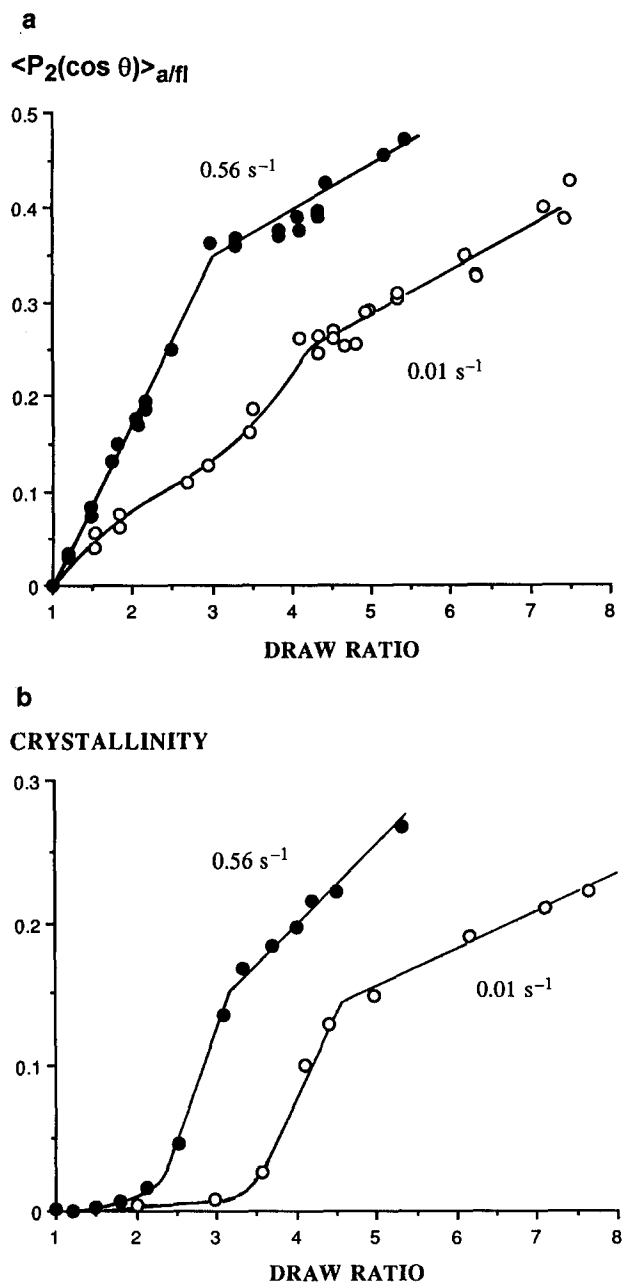 a
<P₂(cos θ)>a/fl
0.5
0.56 s⁻¹
0.4
0.3
0.01 s⁻¹
0.2
0.1
0
1 2 3 4 5 6 7 8
DRAW RATIO
b
CRYSTALLINITY
0.3
0.56 s⁻¹
0.2
0.01 s⁻¹
0.1
0
1 2 3 4 5 6 7 8
DRAW RATIO